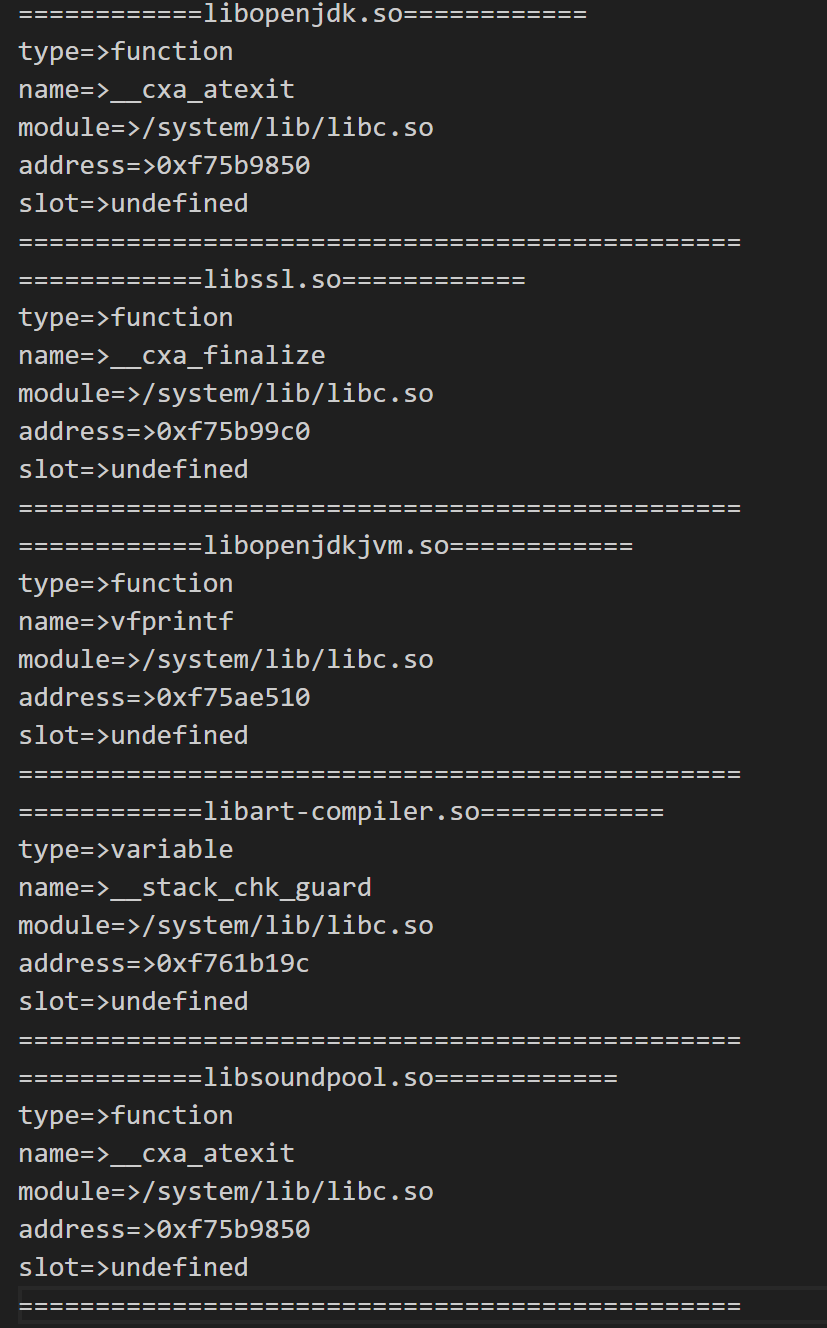 ============libopenjdk.so============
type=>function
name=>__cxa_atexit
module=>/system/lib/libc.so
address=>0xf75b9850
slot=>undefined
===============================================
============libssl.so============
type=>function
name=>__cxa_finalize
module=>/system/lib/libc.so
address=>0xf75b99c0
slot=>undefined
===============================================
============libopenjdkjvm.so============
type=>function
name=>vfprintf
module=>/system/lib/libc.so
address=>0xf75ae510
slot=>undefined
===============================================
============libart-compiler.so============
type=>variable
name=>__stack_chk_guard
module=>/system/lib/libc.so
address=>0xf761b19c
slot=>undefined
===============================================
============libsoundpool.so============
type=>function
name=>__cxa_atexit
module=>/system/lib/libc.so
address=>0xf75b9850
slot=>undefined
===============================================